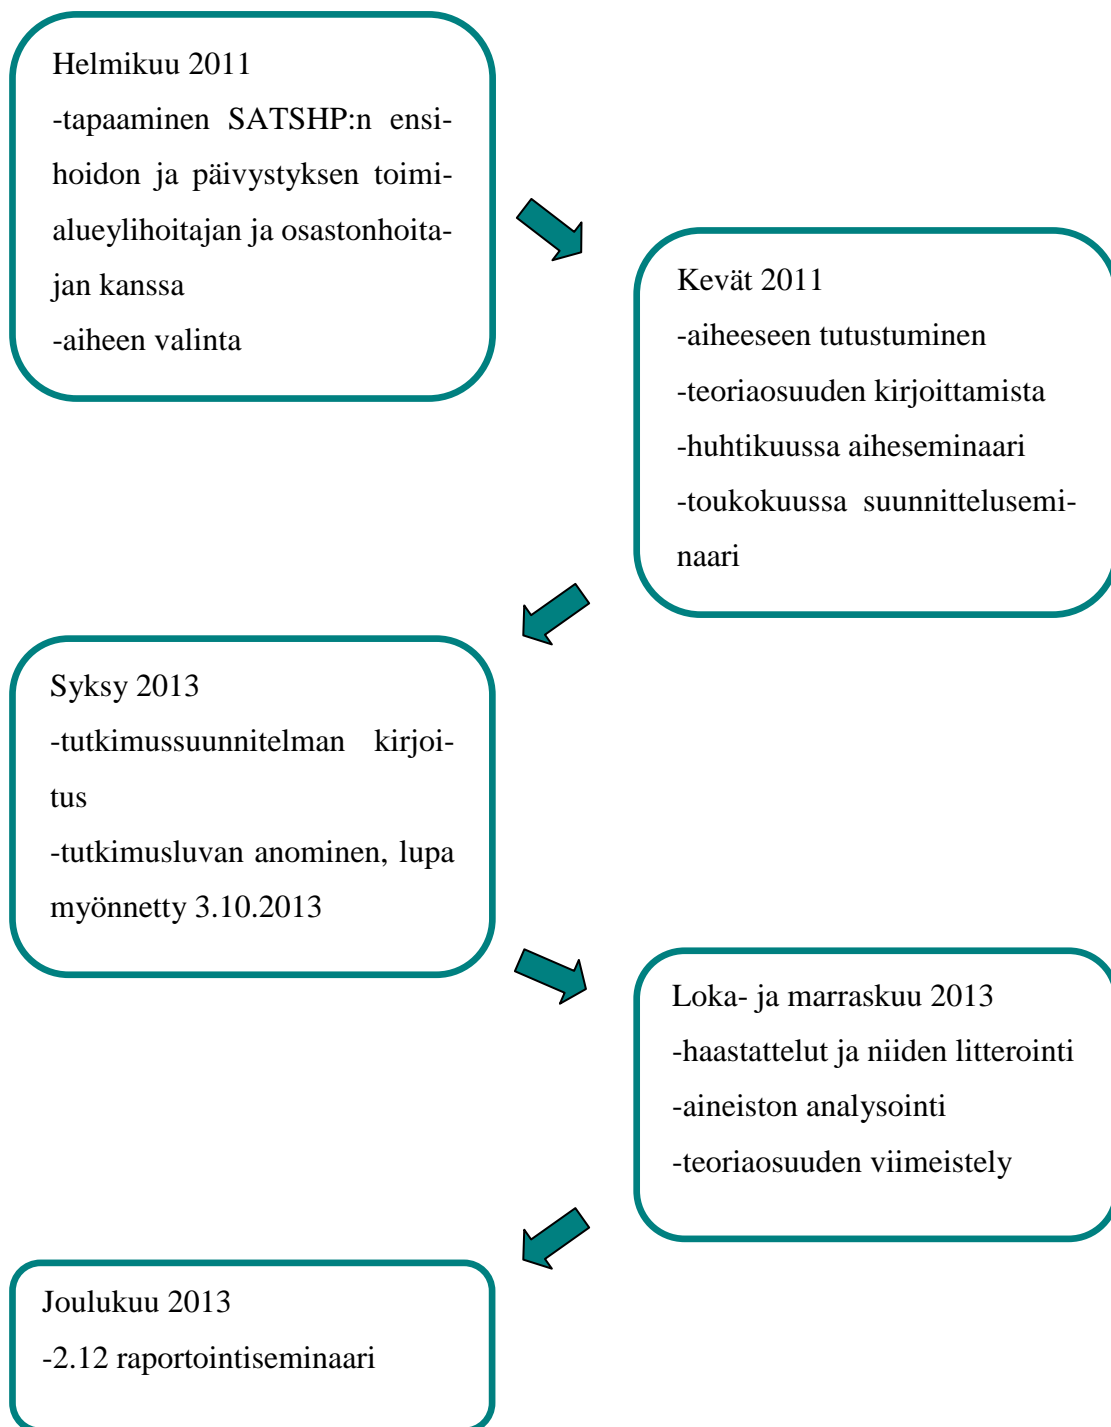 Helmikuu 2011
-tapaaminen SATSHP:n ensi-
hoidon ja päivystyksen toimi-
alueylihoitajan ja osastonhoita-
jan kanssa
-aiheen valinta
Kevät 2011
-aiheeseen tutustuminen
-teoriaosuuden kirjoittamista
-huhtikuussa aiheseminaari
-toukokuussa suunnittelusemi-
naari
Syksy 2013
-tutkimussuunnitelman kirjoi-
tus
-tutkimusluvan anominen, lupa
myönnetty 3.10.2013
Loka- ja marraskuu 2013
-haastattelut ja niiden litterointi
-aineiston analysointi
-teoriaosuuden viimeistely
Joulukuu 2013
-2.12 raportointiseminaari